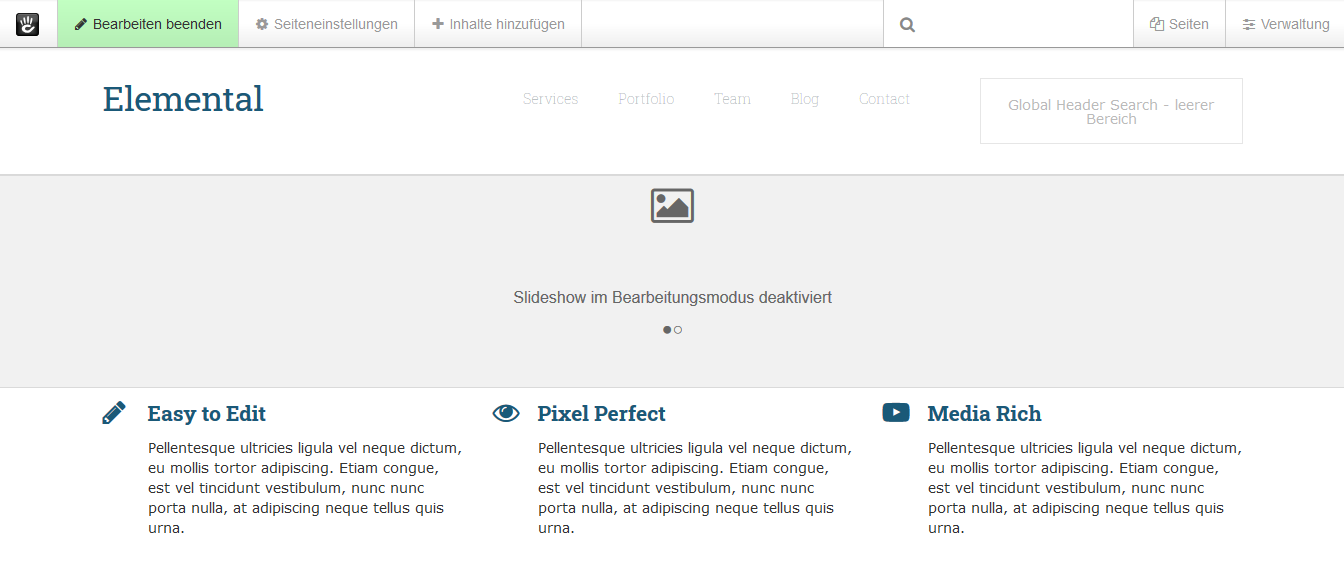 Bearbeiten beenden Seiteneinstellungen Inhalte hinzufügen Seiten Verwaltung
Elemental Services Portfolio Team Blog Contact
Global Header Search - leerer
Bereich
Slideshow im Bearbeitungsmodus deaktiviert
Easy to Edit
Pellentesque ultricies ligula vel neque dictum,
eu mollis tortor adipiscing. Etiam congue,
est vel tincidunt vestibulum, nunc nunc
porta nulla, at adipiscing neque tellus quis
urna.
Pixel Perfect
Pellentesque ultricies ligula vel neque dictum,
eu mollis tortor adipiscing. Etiam congue,
est vel tincidunt vestibulum, nunc nunc
porta nulla, at adipiscing neque tellus quis
urna.
Media Rich
Pellentesque ultricies ligula vel neque dictum,
eu mollis tortor adipiscing. Etiam congue,
est vel tincidunt vestibulum, nunc nunc
porta nulla, at adipiscing neque tellus quis
urna.